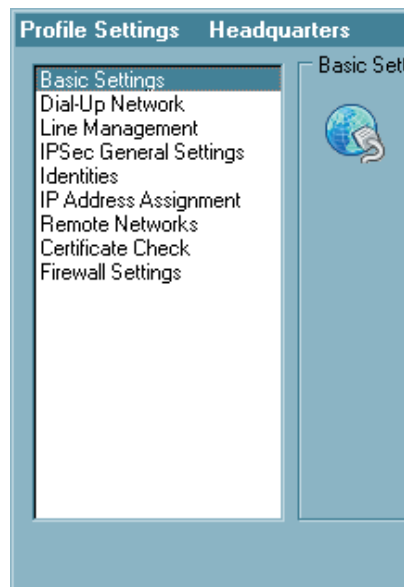 Profile Settings Headquarters
Basic Settings
Dial-Up Network
Line Management
IPSec General Settings
Identities
IP Address Assignment
Remote Networks
Certificate Check
Firewall Settings
Basic